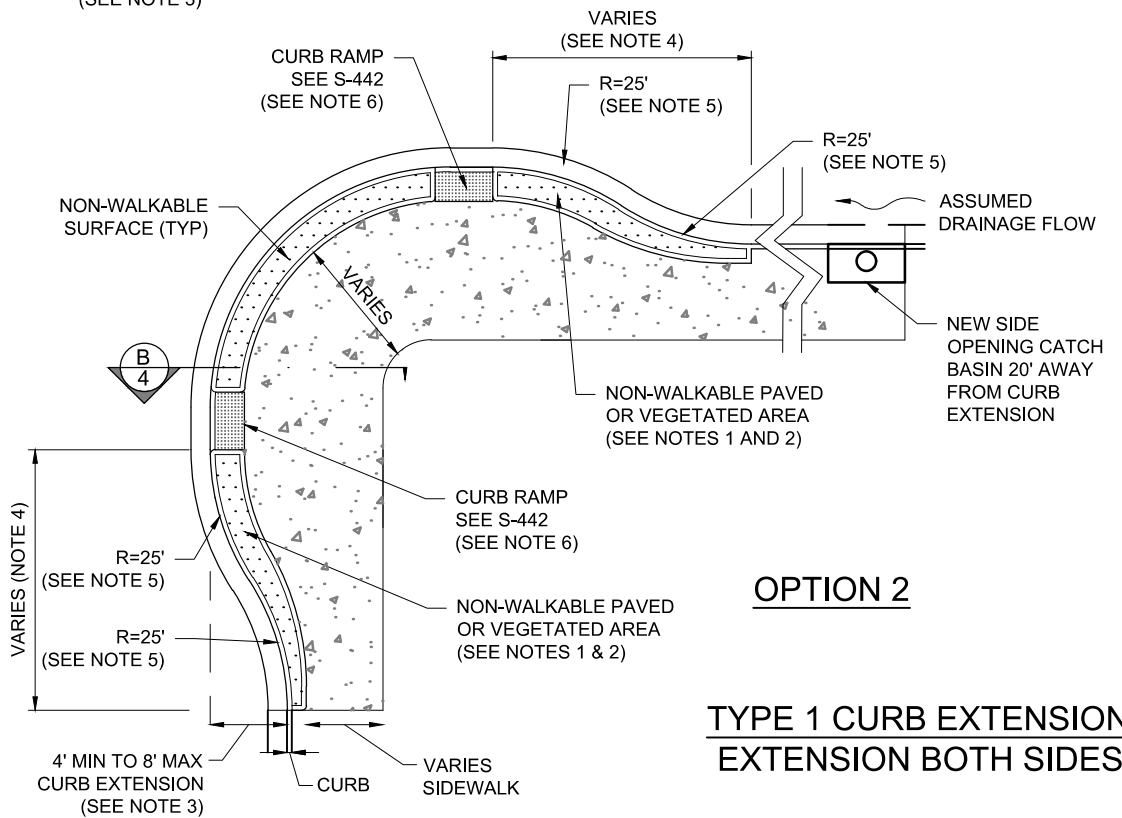 (SEE NOTE 3)
VARIES
(SEE NOTE 4)
CURB RAMP
SEE S-442
(SEE NOTE 6)
R=25'
(SEE NOTE 5)
R=25'
(SEE NOTE 5)
NON-WALKABLE
SURFACE (TYP)
ASSUMED
DRAINAGE FLOW
VARIES
B
4
NEW SIDE
OPENING CATCH
BASIN 20' AWAY
FROM CURB
EXTENSION
NON-WALKABLE PAVED
OR VEGETATED AREA
(SEE NOTES 1 AND 2)
VARIES (NOTE 4)
CURB RAMP
SEE S-442
(SEE NOTE 6)
R=25'
(SEE NOTE 5)
OPTION 2
NON-WALKABLE PAVED
OR VEGETATED AREA
(SEE NOTES 1 & 2)
R=25'
(SEE NOTE 5)
TYPE 1 CURB EXTENSION
EXTENSION BOTH SIDES
4' MIN TO 8' MAX
CURB EXTENSION
(SEE NOTE 3)
CURB
VARIES
SIDEWALK